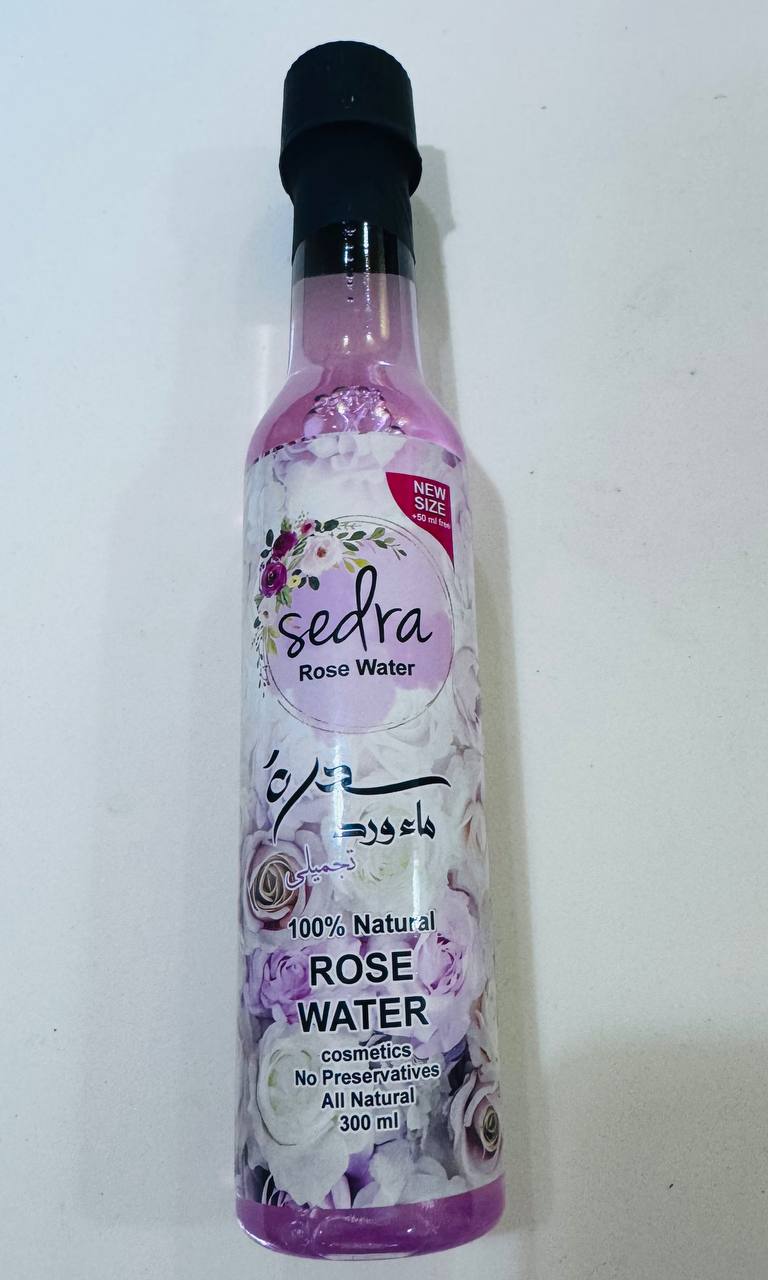 NEW
SIZE
+50 ml free
sedra
Rose Water
سدرة
ماء ورد
تجميلي
100% Natural
ROSE
WATER
cosmetics
No Preservatives
All Natural
300 ml